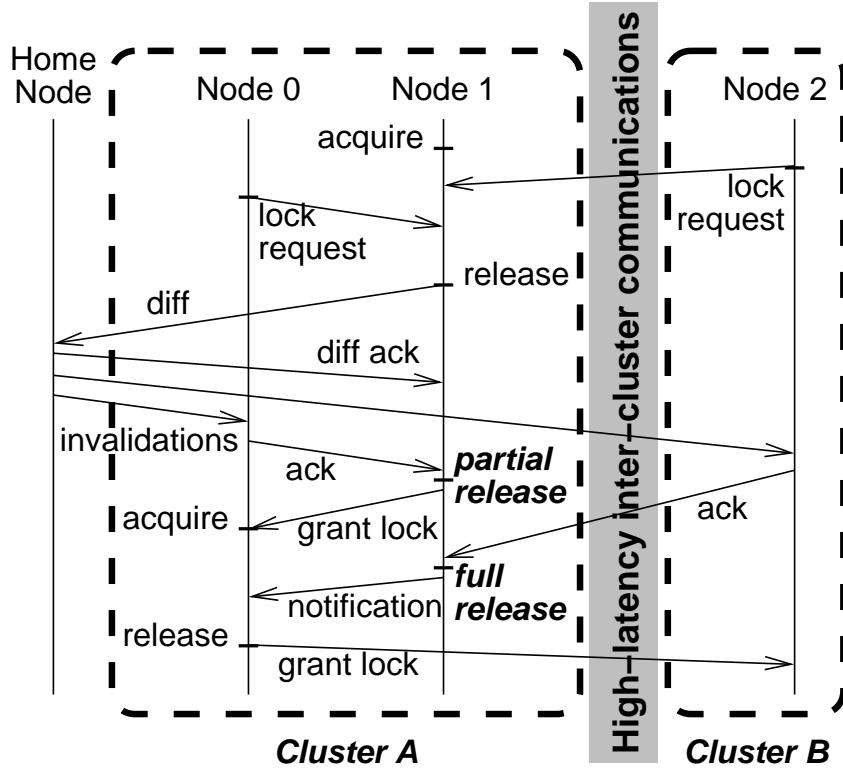 Home
Node
Node 0
Node 1
Node 2
acquire
lock
request
lock
request
release
diff
diff ack
invalidations
ack
partial
release
ack
acquire
grant lock
full
release
notification
release
grant lock
High-latency inter-cluster communications
Cluster A
Cluster B